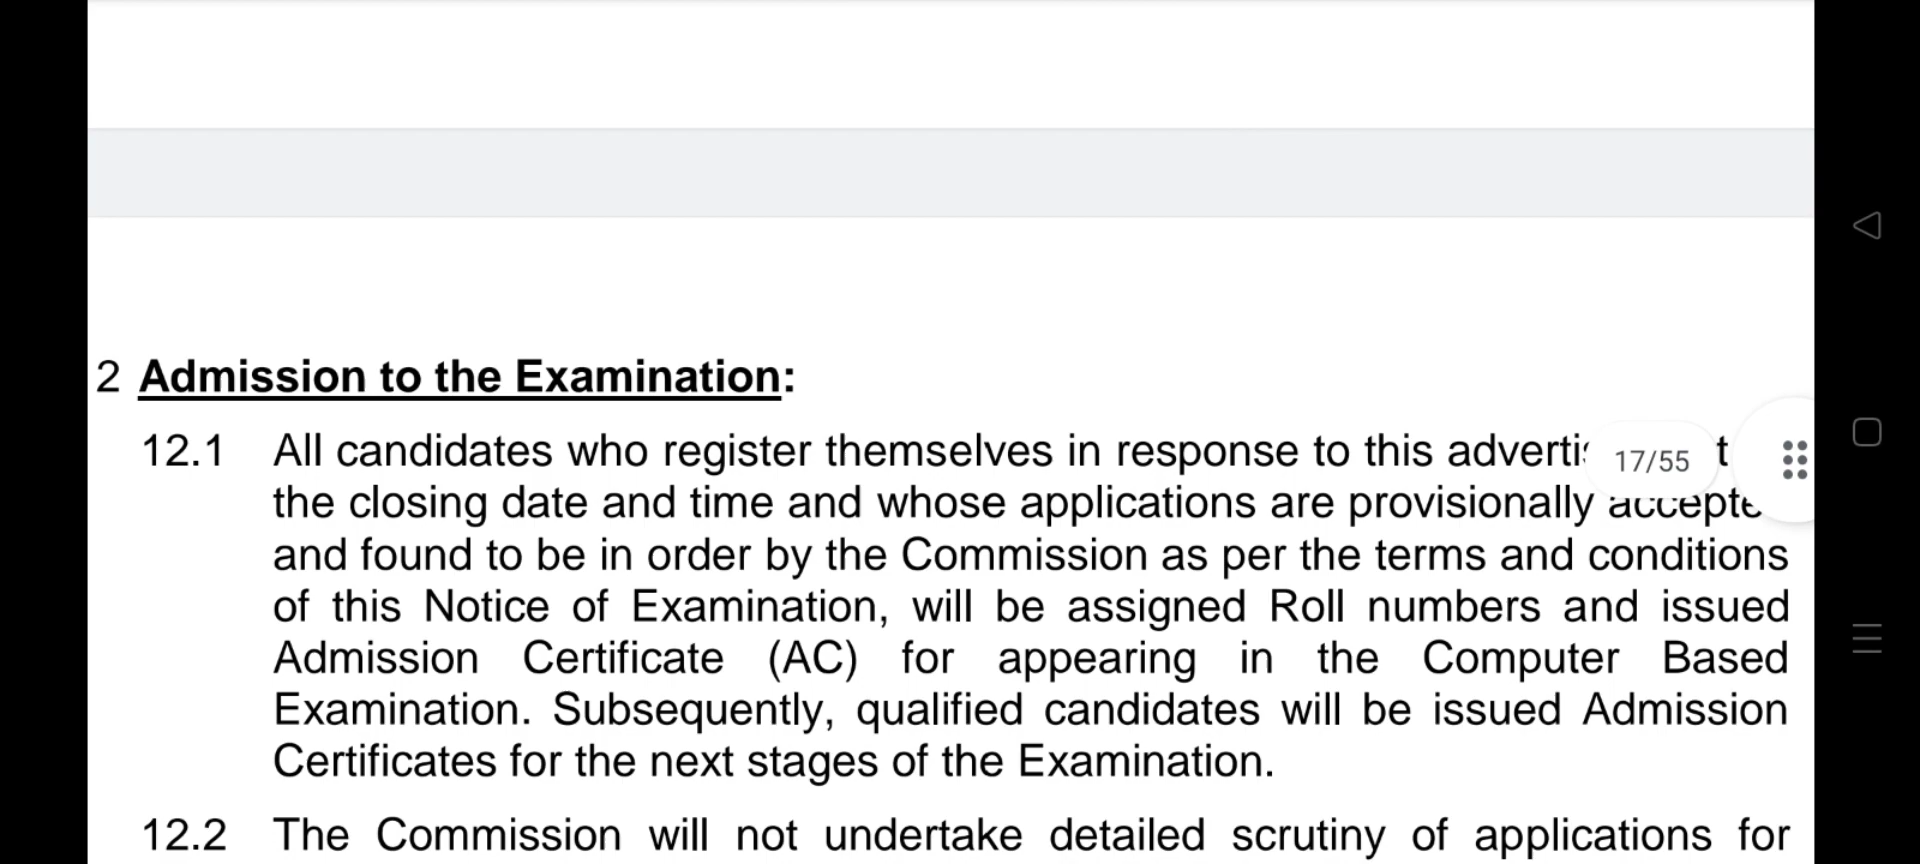 2 Admission to the Examination:
12.1 All candidates who register themselves in response to this
17/55
the closing date and time and whose applications are provisionally
and found to be in order by the Commission as per the terms and conditions
of this Notice of Examination, will be assigned Roll numbers and issued
Admission Certificate (AC) for appearing in the Computer Based
Examination. Subsequently, qualified candidates will be issued Admission
Certificates for the next stages of the Examination.
12.2 The Commission will not undertake detailed scrutiny of applications for